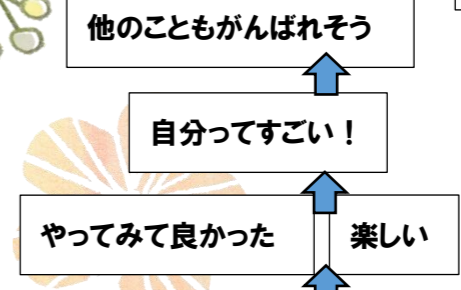 他のこともがんばれそう
自分ってすごい！
やってみて良かった
楽しい